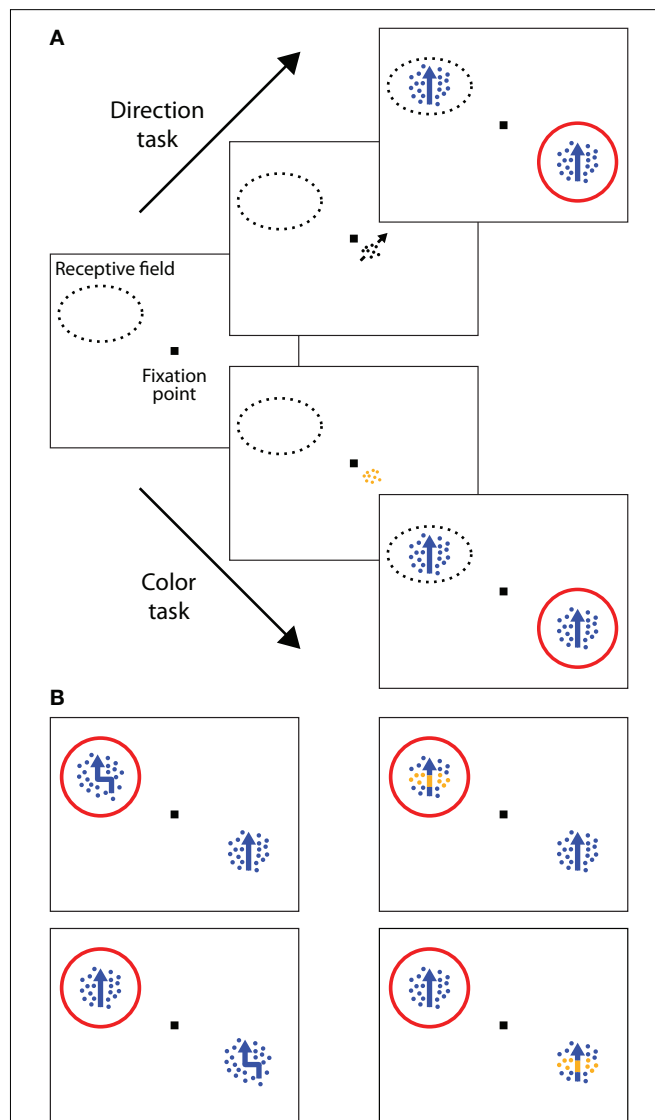 A
Direction
task
Receptive field
Fixation
point
Color
task
B